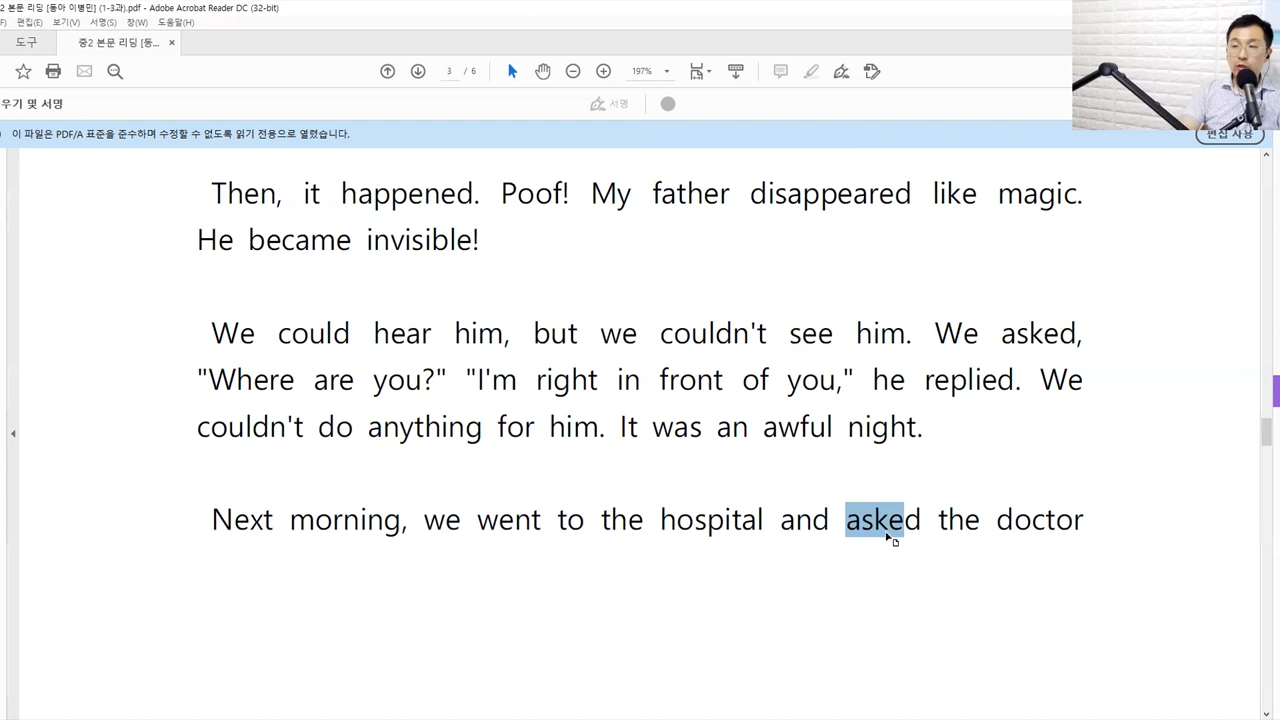 2 본문 리딩 [동아 이병민] (1-3과).pdf - Adobe Acrobat Reader DC (32-bit)
F) 편집(E) 보기(V) 서명(S) 창(W) 도움말(H)
도구 중2 본문 리딩 [동... ×
3 / 6 197%
우기 및 서명 서명
이 파일은 PDF/A 표준을 준수하며 수정할 수 없도록 읽기 전용으로 열렸습니다. 편집 사용
Then, it happened. Poof! My father disappeared like magic.
He became invisible!
We could hear him, but we couldn't see him. We asked,
"Where are you?" "I'm right in front of you," he replied. We
couldn't do anything for him. It was an awful night.
Next morning, we went to the hospital and asked the doctor